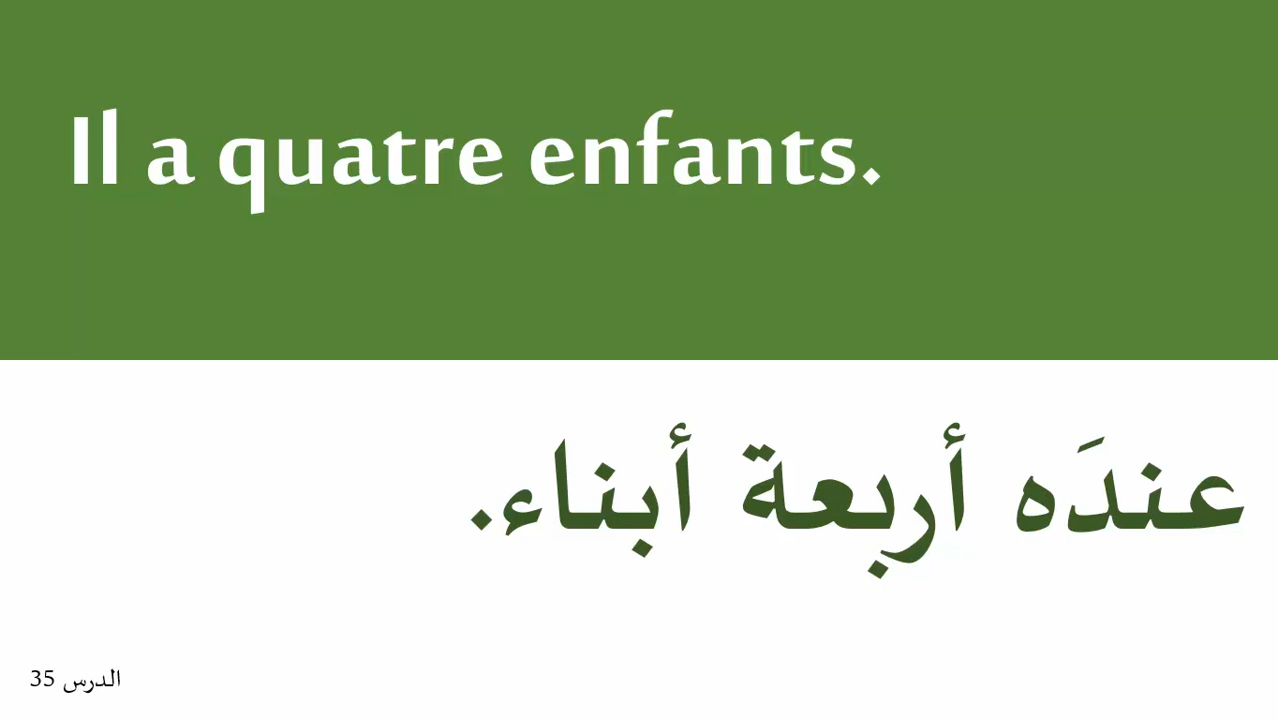 Il a quatre enfants.
عندَه أربعة أبناء.
الدرس 35